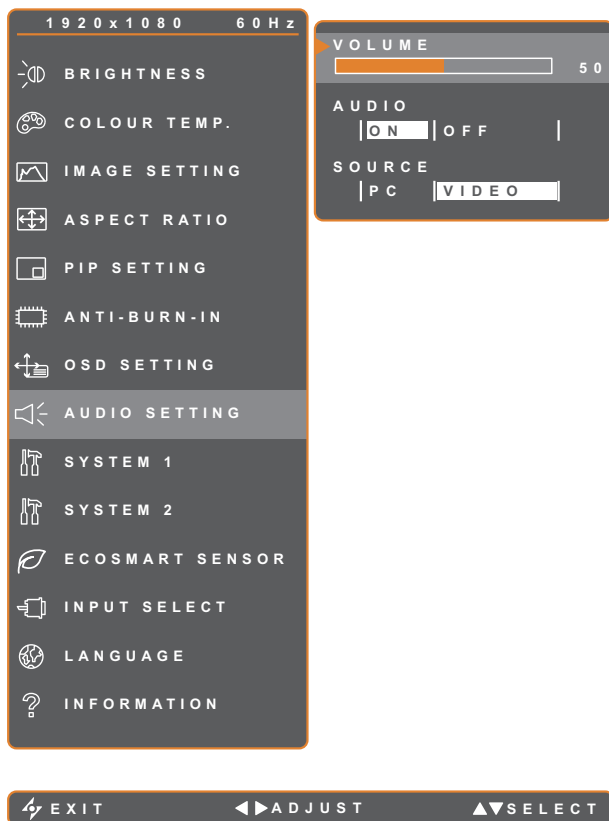 1920x1080 60Hz
BRIGHTNESS
COLOUR TEMP.
IMAGE SETTING
ASPECT RATIO
PIP SETTING
ANTI-BURN-IN
OSD SETTING
AUDIO SETTING
SYSTEM 1
SYSTEM 2
ECOSMART SENSOR
INPUT SELECT
LANGUAGE
INFORMATION
VOLUME
50
AUDIO
ON OFF
SOURCE
PC VIDEO
EXIT ADJUST SELECT